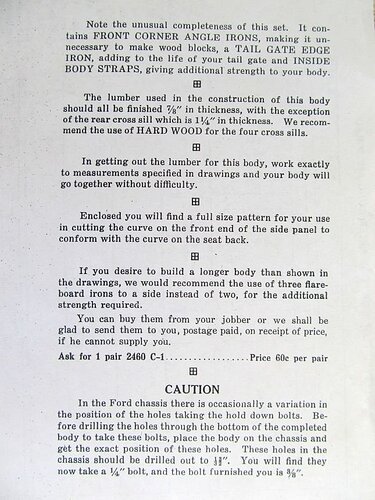 Note the unusual completeness of this set. It con-
tains FRONT CORNER ANGLE IRONS, making it un-
necessary to make wood blocks, a TAIL GATE EDGE
IRON, adding to the life of your tail gate and INSIDE
BODY STRAPS, giving additional strength to your body.
The lumber used in the construction of this body
should all be finished ⅞″ in thickness, with the exception
of the rear cross sill which is 1¼″ in thickness. We recom-
mend the use of HARD WOOD for the four cross sills.
In getting out the lumber for this body, work exactly
to measurements specified in drawings and your body will
go together without difficulty.
Enclosed you will find a full size pattern for your use
in cutting the curve on the front end of the side panel to
conform with the curve on the seat back.
If you desire to build a longer body than shown in
the drawings, we would recommend the use of three flare-
board irons to a side instead of two, for the additional
strength required.
You can buy them from your jobber or we shall be
glad to send them to you, postage paid, on receipt of price,
if he cannot supply you.
Ask for 1 pair 2460 C-1..................Price 60c per pair
CAUTION
In the Ford chassis there is occasionally a variation in
the position of the holes taking the hold down bolts. Be-
fore drilling the holes through the bottom of the completed
body to take these bolts, place the body on the chassis and
get the exact position of these holes. These holes in the
chassis should be drilled out to You will find they
now take a ¼″ bolt, and the bolt furnished you is ⅜″.